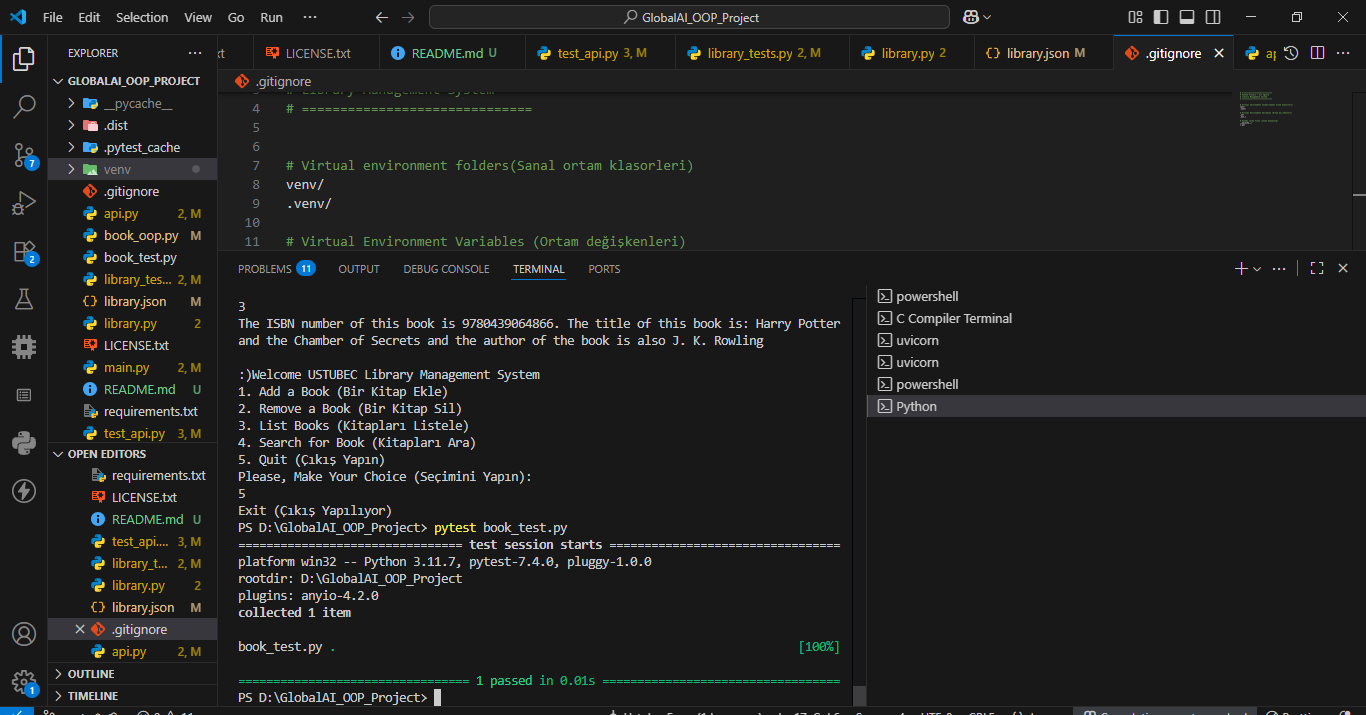 File Edit Selection View Go Run ··· GlobalAI_OOP_Project
EXPLORER ···
GLOBALAI_OOP_PROJECT
__pycache__
.dist
.pytest_cache
venv
.gitignore
api.py 2, M
book_oop.py M
book_test.py
library_tes... 2, M
library.json M
library.py 2
LICENSE.txt
main.py 2, M
README.md U
requirements.txt
test_api.py 3, M
OPEN EDITORS
requirements.txt
LICENSE.txt
README.md U
test_api.... 3, M
library_t... 2, M
library.py 2
library.json M
.gitignore
api.py 2, M
OUTLINE
TIMELINE
7
2
1
LICENSE.txt README.md U test_api.py 3, M library_tests.py 2, M library.py 2 library.json M .gitignore
.gitignore
4 # =============================
5
6
7 # Virtual environment folders(Sanal ortam klasorleri)
8 venv/
9 .venv/
10
11 # Virtual Environment Variables (Ortam değişkenleri)
PROBLEMS 11 OUTPUT DEBUG CONSOLE TERMINAL PORTS
3
The ISBN number of this book is 9780439064866. The title of this book is: Harry Potter
and the Chamber of Secrets and the author of the book is also J. K. Rowling
:)Welcome USTUBEC Library Management System
1. Add a Book (Bir Kitap Ekle)
2. Remove a Book (Bir Kitap Sil)
3. List Books (Kitapları Listele)
4. Search for Book (Kitapları Ara)
5. Quit (Çıkış Yapın)
Please, Make Your Choice (Seçimini Yapın):
5
Exit (Çıkış Yapılıyor)
PS D:\GlobalAI_OOP_Project> pytest book_test.py
================================ test session starts =================================
platform win32 -- Python 3.11.7, pytest-7.4.0, pluggy-1.0.0
rootdir: D:\GlobalAI_OOP_Project
plugins: anyio-4.2.0
collected 1 item
book_test.py . [100%]
================================= 1 passed in 0.01s ==================================
PS D:\GlobalAI_OOP_Project>
powershell
C Compiler Terminal
uvicorn
uvicorn
powershell
Python